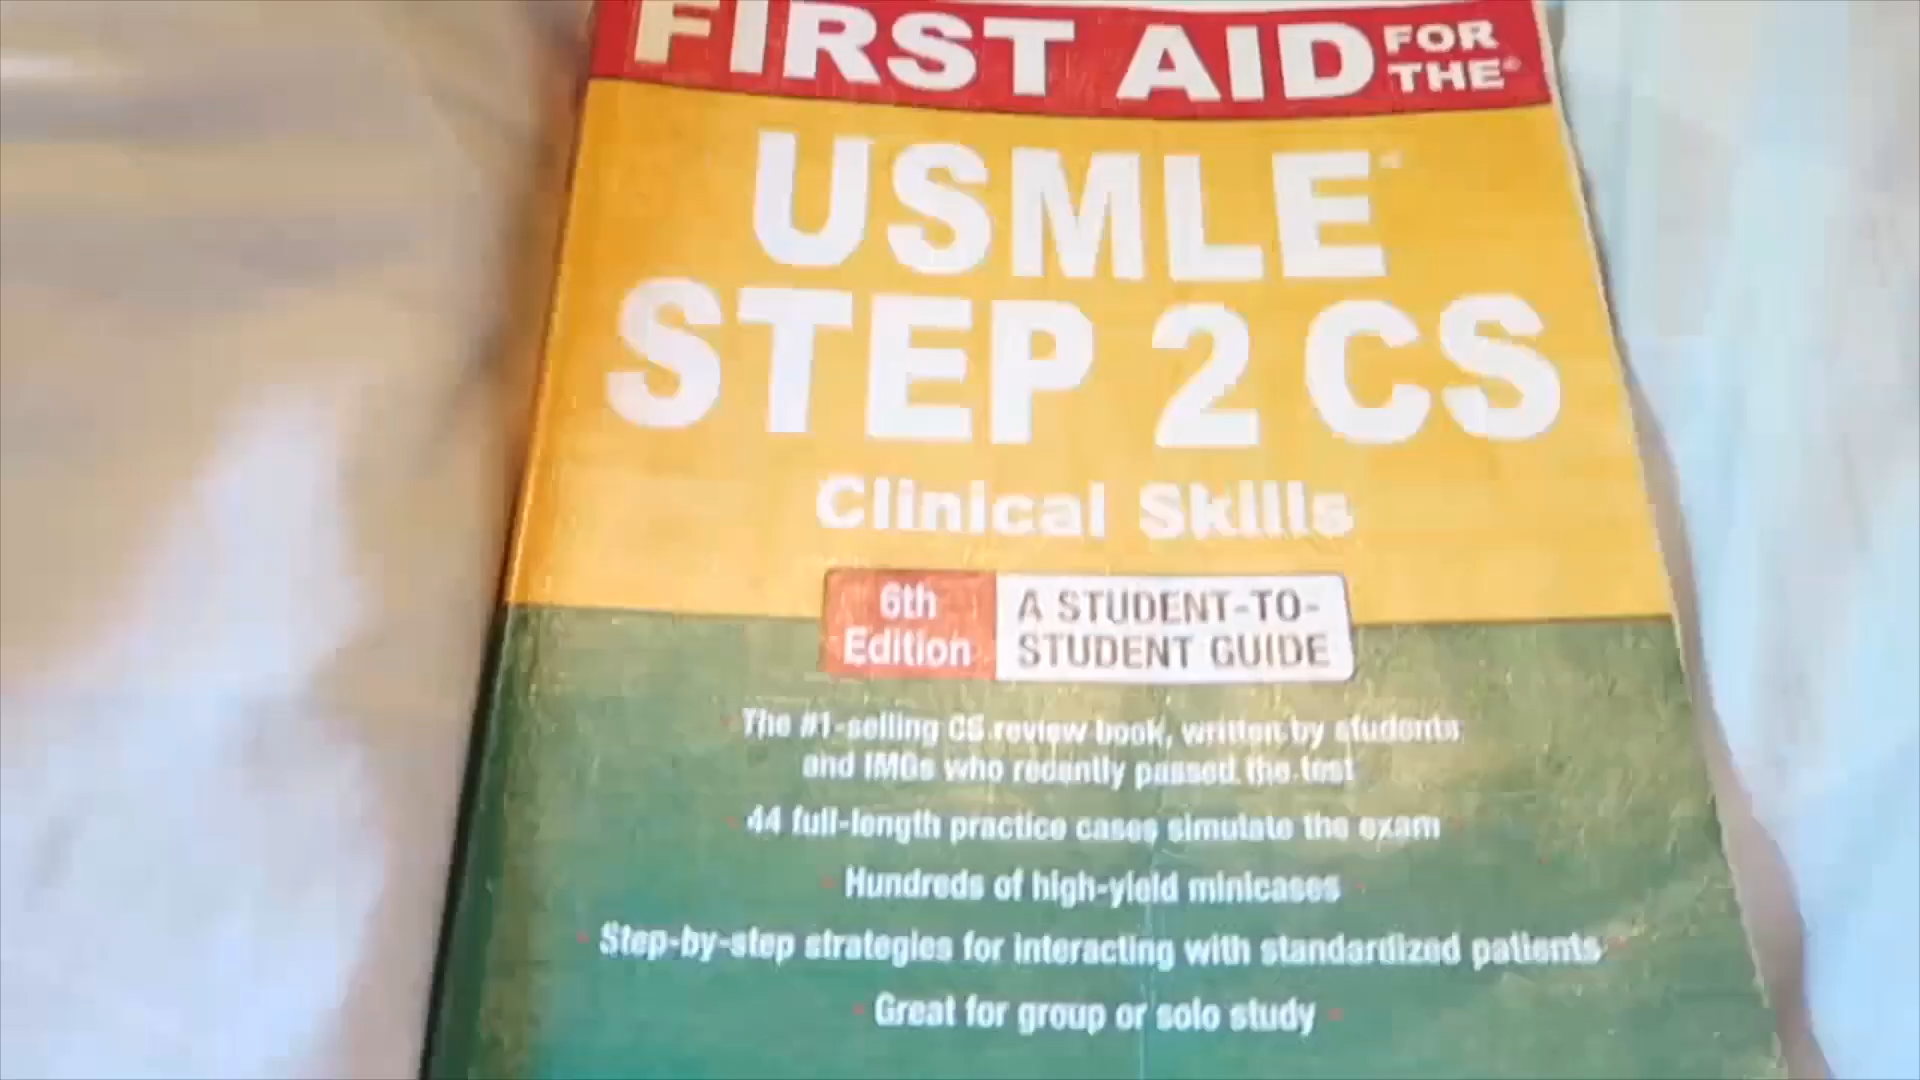 FIRST AID FOR THE®
USMLE®
STEP 2 CS
Clinical Skills
6th Edition
A STUDENT-TO-
STUDENT GUIDE
The #1-selling CS review book, written by students
and IMGs who recently passed the test
44 full-length practice cases simulate the exam
Hundreds of high-yield minicases
Step-by-step strategies for interacting with standardized patients
Great for group or solo study